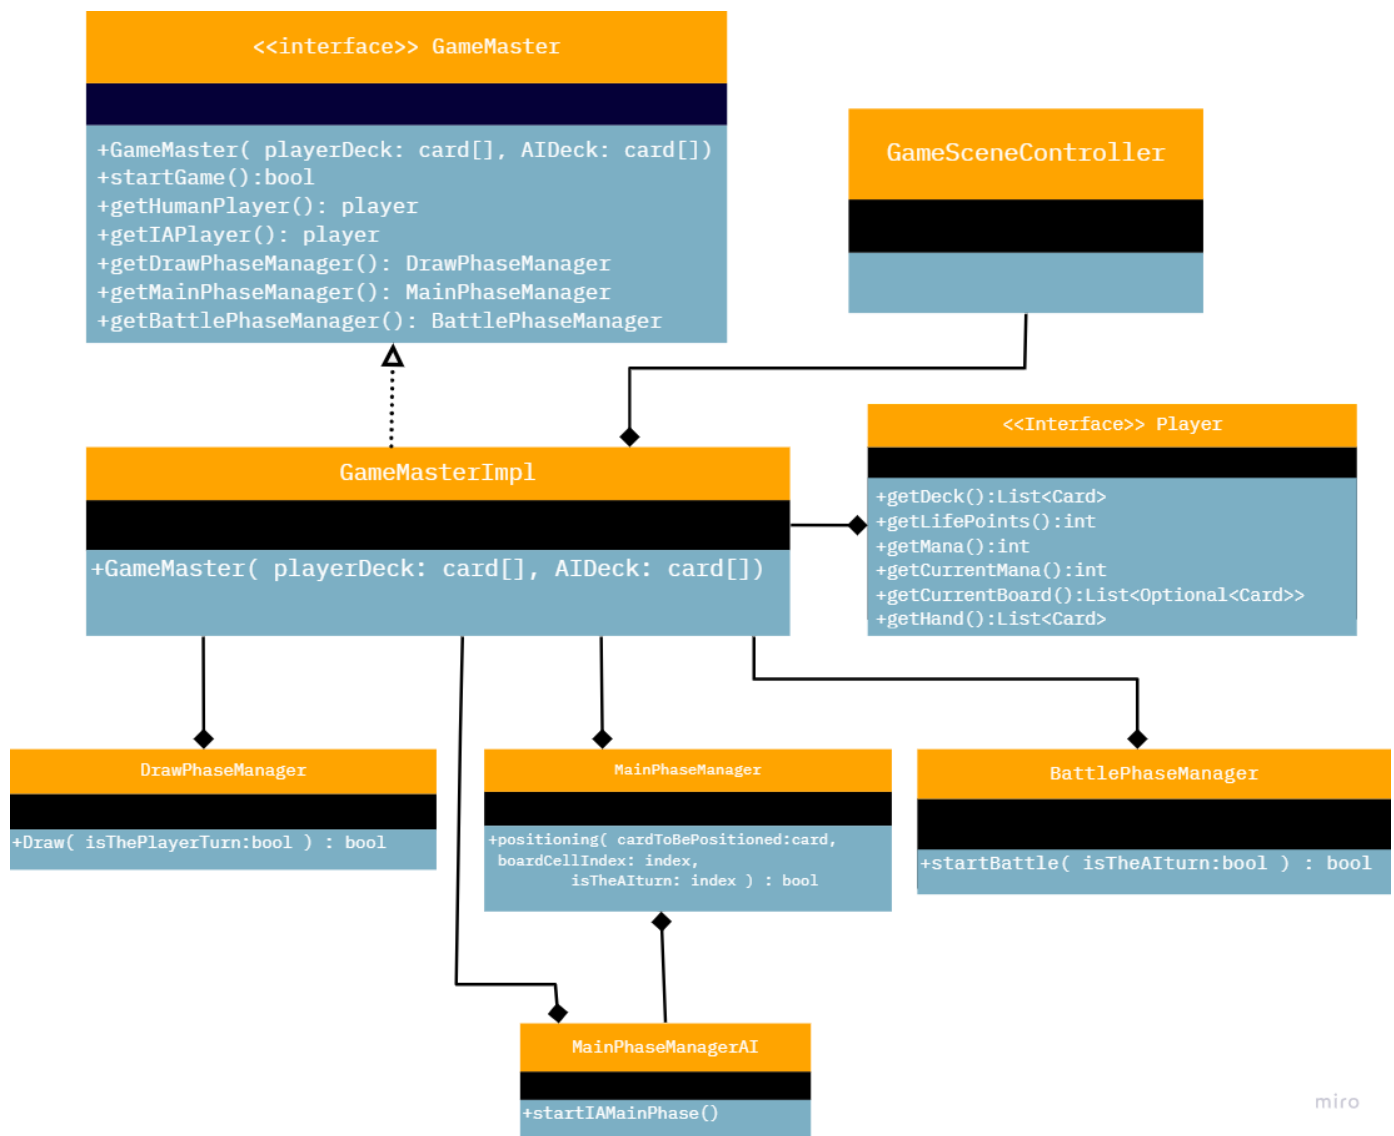 <<interface>> GameMaster
+GameMaster( playerDeck: card[], AIDeck: card[])
+startGame():bool
+getHumanPlayer(): player
+getIAPlayer(): player
+getDrawPhaseManager(): DrawPhaseManager
+getMainPhaseManager(): MainPhaseManager
+getBattlePhaseManager(): BattlePhaseManager
GameSceneController
<<Interface>> Player
+getDeck():List<Card>
+getLifePoints():int
+getMana():int
+getCurrentMana():int
+getCurrentBoard():List<Optional<Card>>
+getHand():List<Card>
GameMasterImpl
+GameMaster( playerDeck: card[], AIDeck: card[])
DrawPhaseManager
+Draw( isThePlayerTurn:bool ) : bool
MainPhaseManager
+positioning( cardToBePositioned:card,
boardCellIndex: index,
isTheAIturn: index ) : bool
BattlePhaseManager
+startBattle( isTheAIturn:bool ) : bool
MainPhaseManagerAI
+startIAMainPhase()
miro